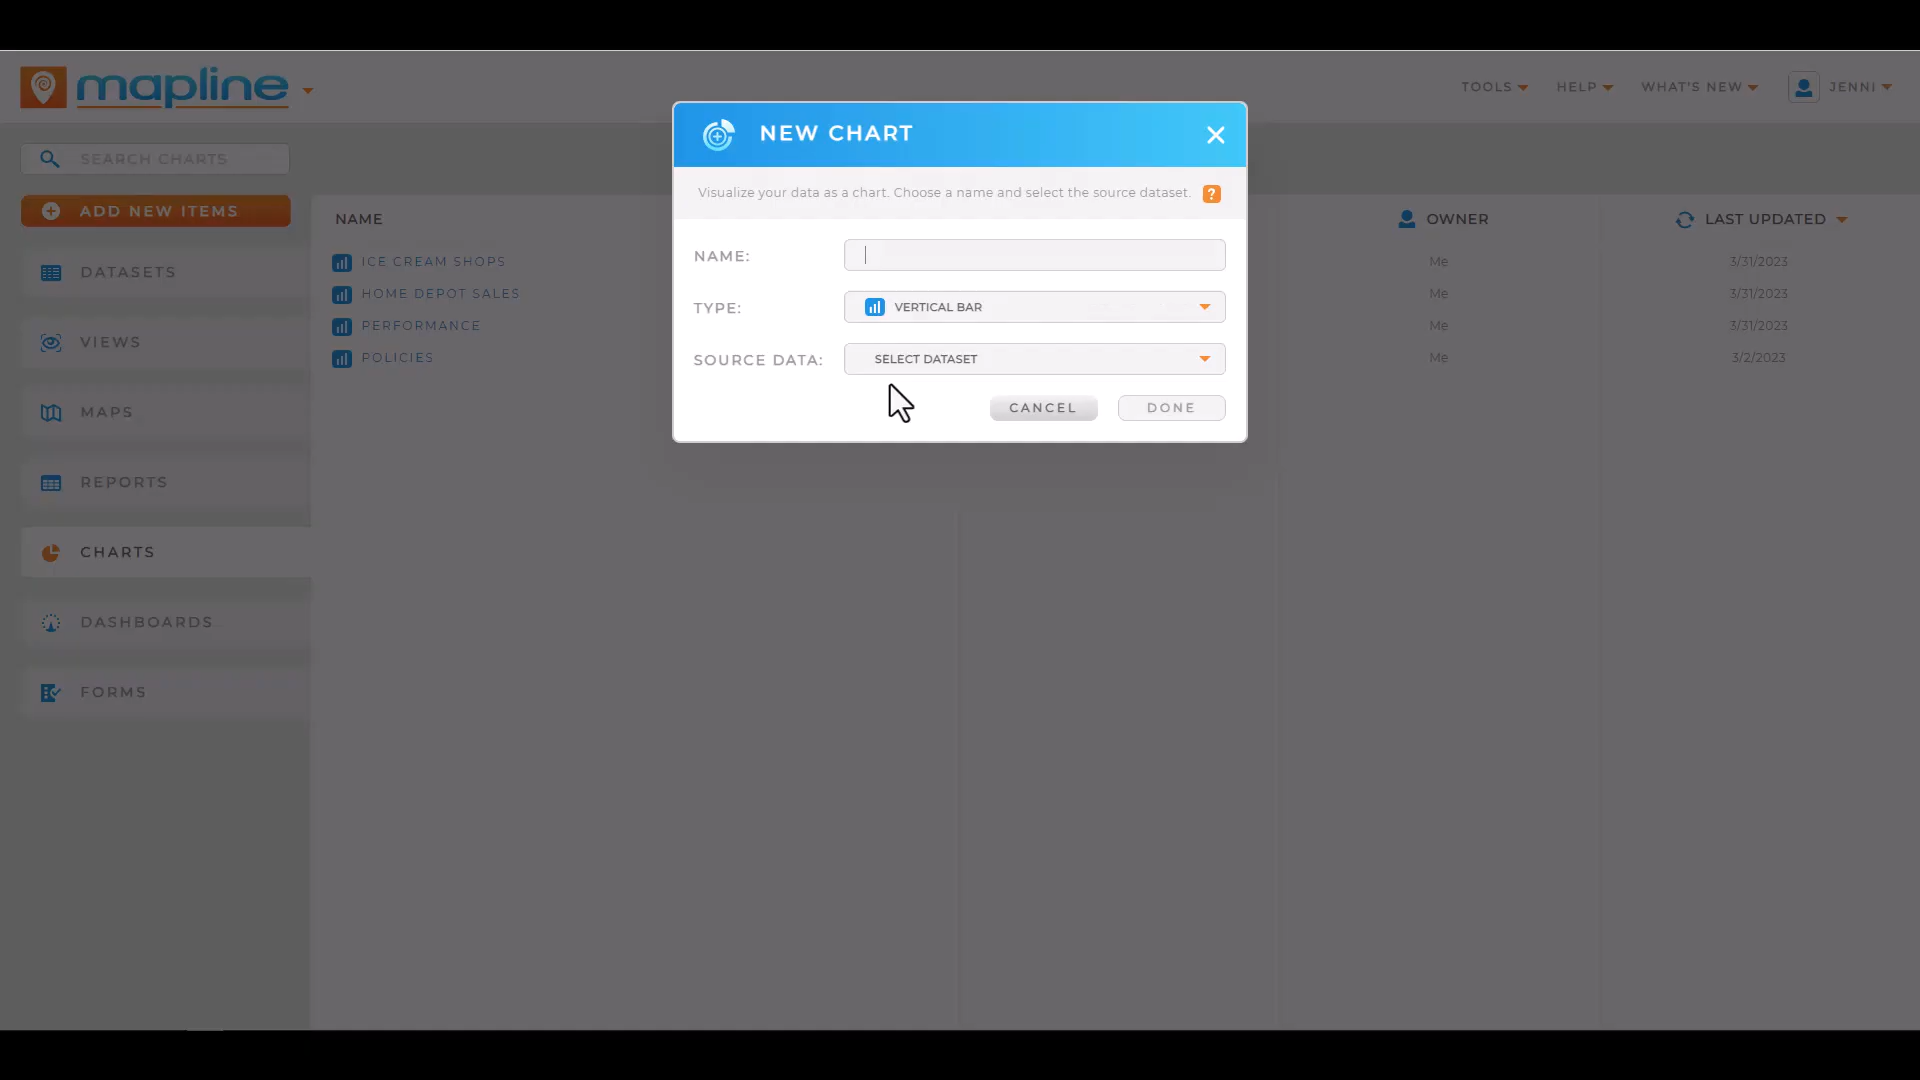 mapline
TOOLS
HELP
WHAT'S NEW
JENNI
SEARCH CHARTS
ADD NEW ITEMS
DATASETS
VIEWS
MAPS
REPORTS
CHARTS
DASHBOARDS
FORMS
NAME
OWNER
LAST UPDATED
ICE CREAM SHOPS
Me
3/31/2023
HOME DEPOT SALES
Me
3/31/2023
PERFORMANCE
Me
3/31/2023
POLICIES
Me
3/2/2023
NEW CHART
Visualize your data as a chart. Choose a name and select the source dataset.
?
NAME:
TYPE:
VERTICAL BAR
SOURCE DATA:
SELECT DATASET
CANCEL
DONE